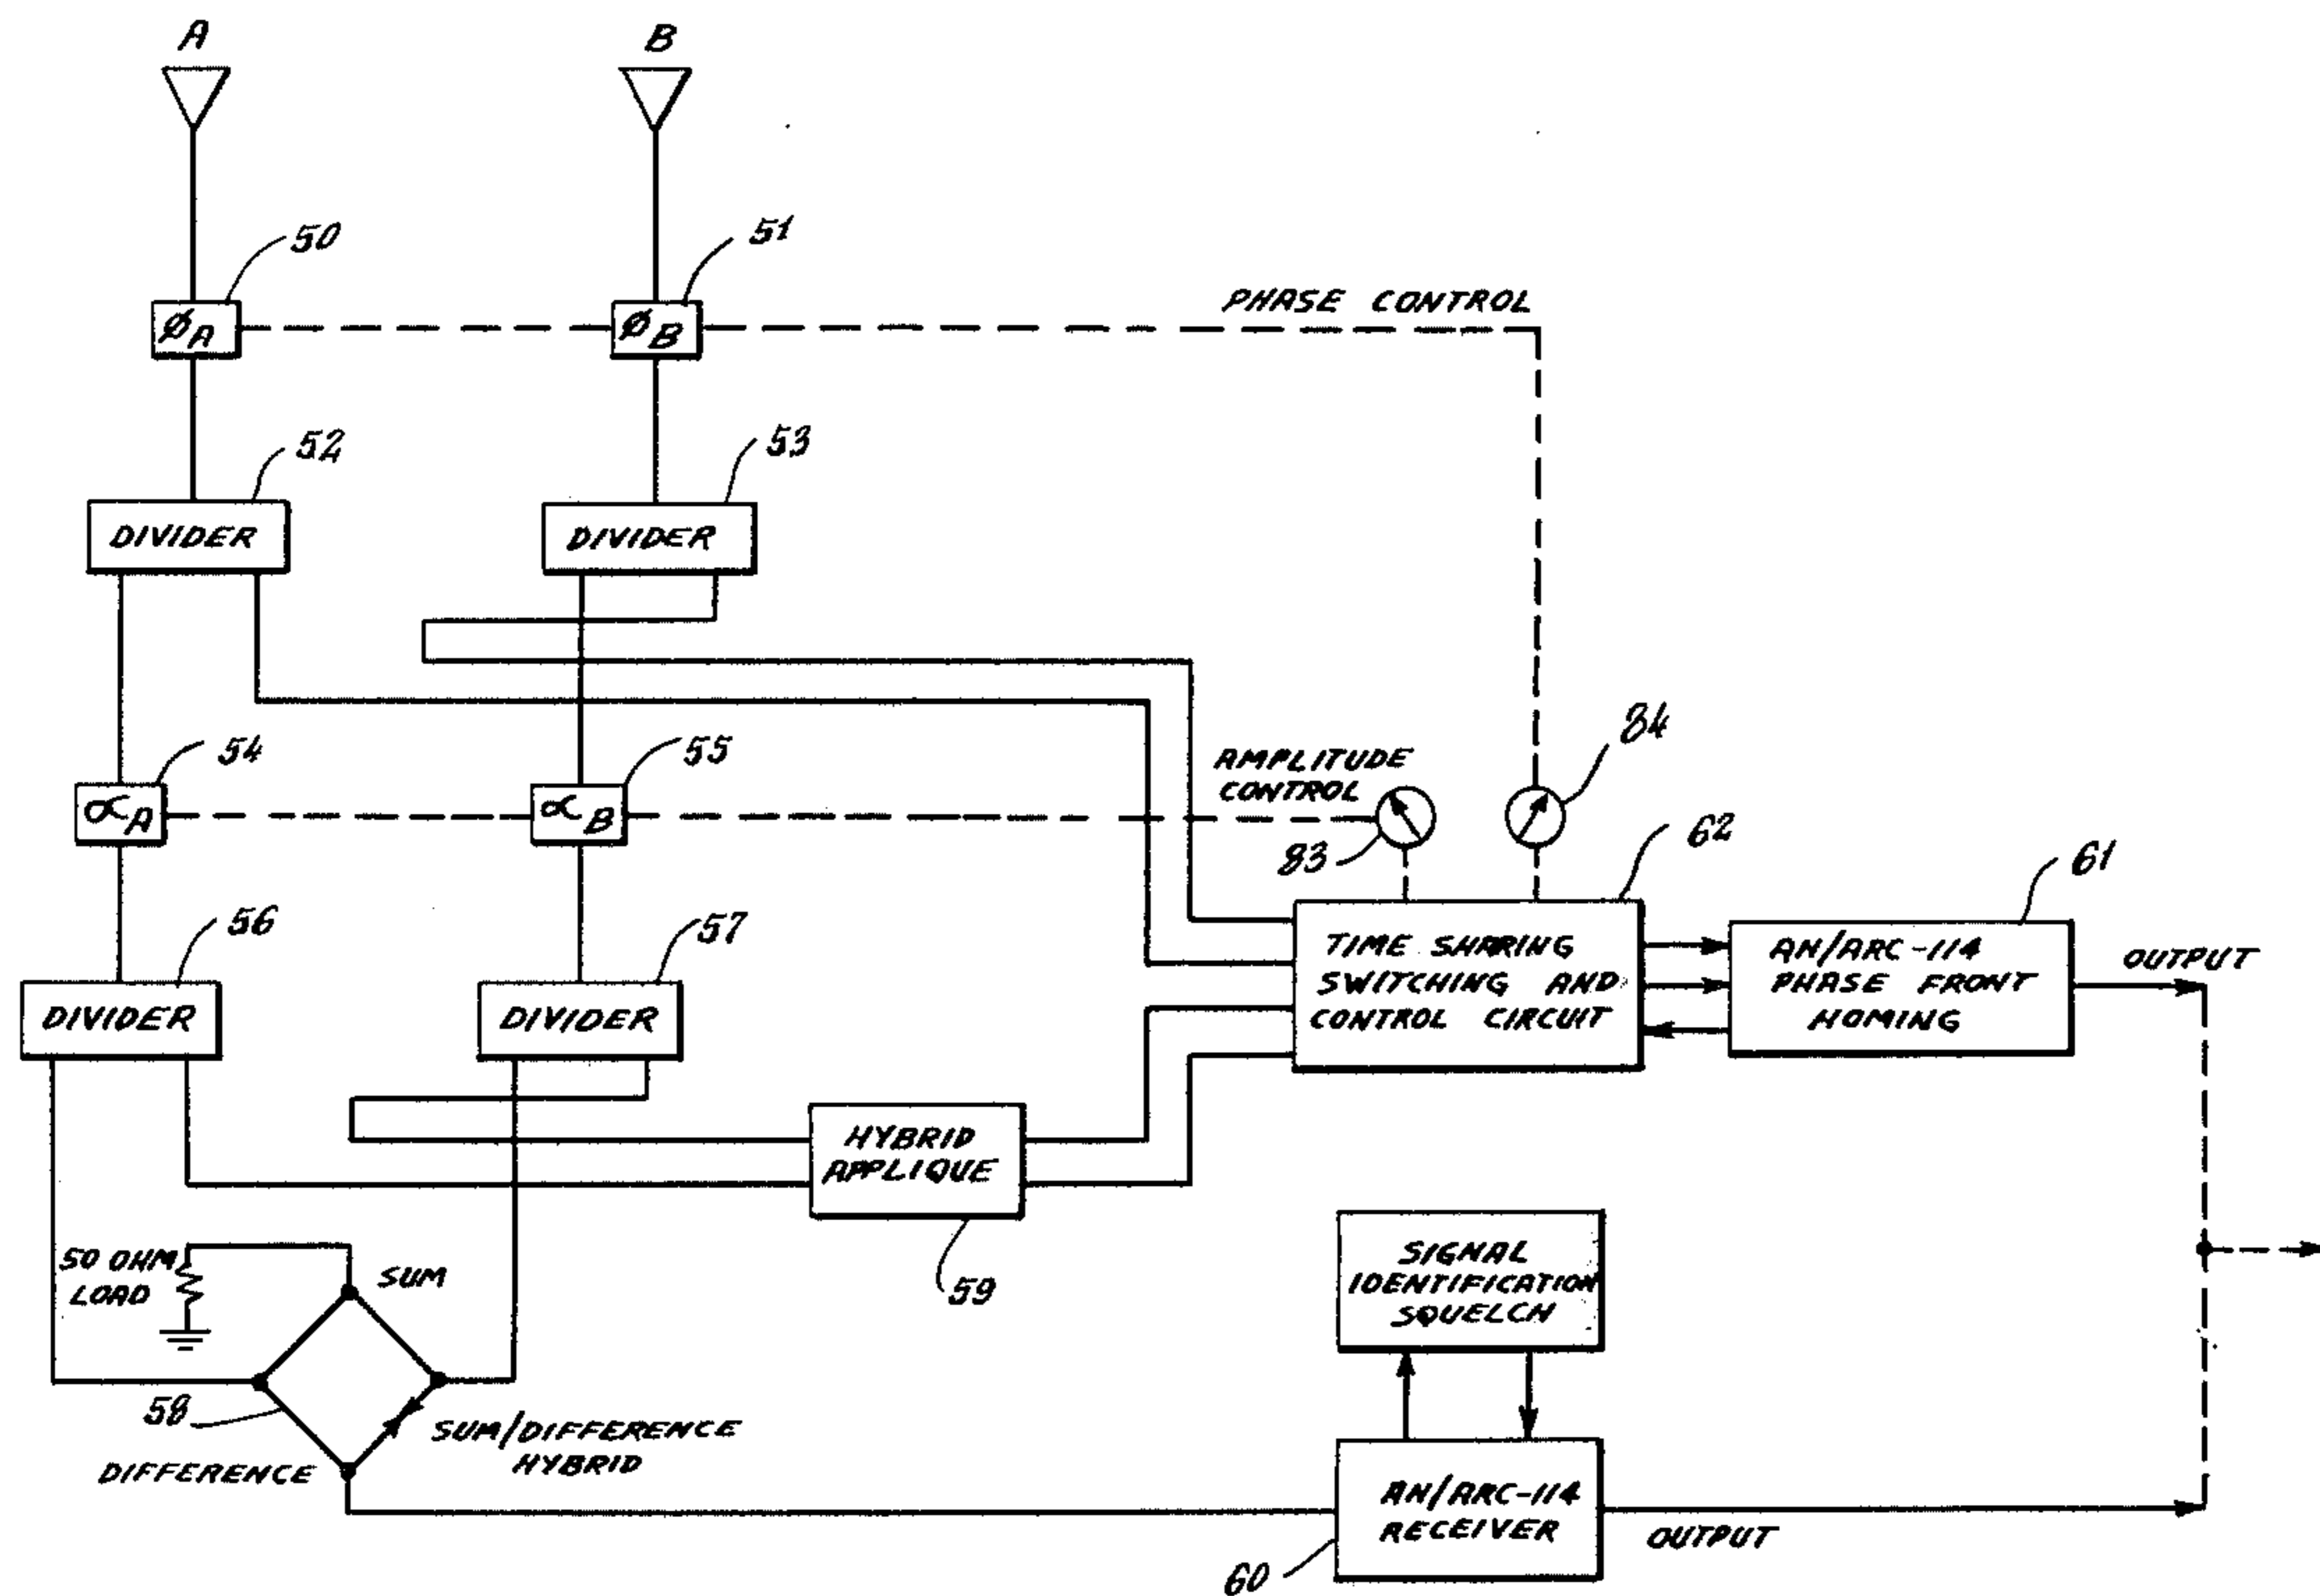 A
B
50
51
ØA
ØB
PHASE CONTROL
52
53
DIVIDER
DIVIDER
54
55
84
AMPLITUDE
CONTROL
∝A
∝B
83
62
61
56
57
TIME SHARING
SWITCHING AND
CONTROL CIRCUIT
AN/ARC-114
PHASE FRONT
HOMING
OUTPUT
DIVIDER
DIVIDER
HYBRID
APPLIQUE
59
50 OHM
LOAD
SUM
SIGNAL
IDENTIFICATION
SQUELCH
58
SUM/DIFFERENCE
HYBRID
DIFFERENCE
AN/ARC-114
RECEIVER
OUTPUT
60